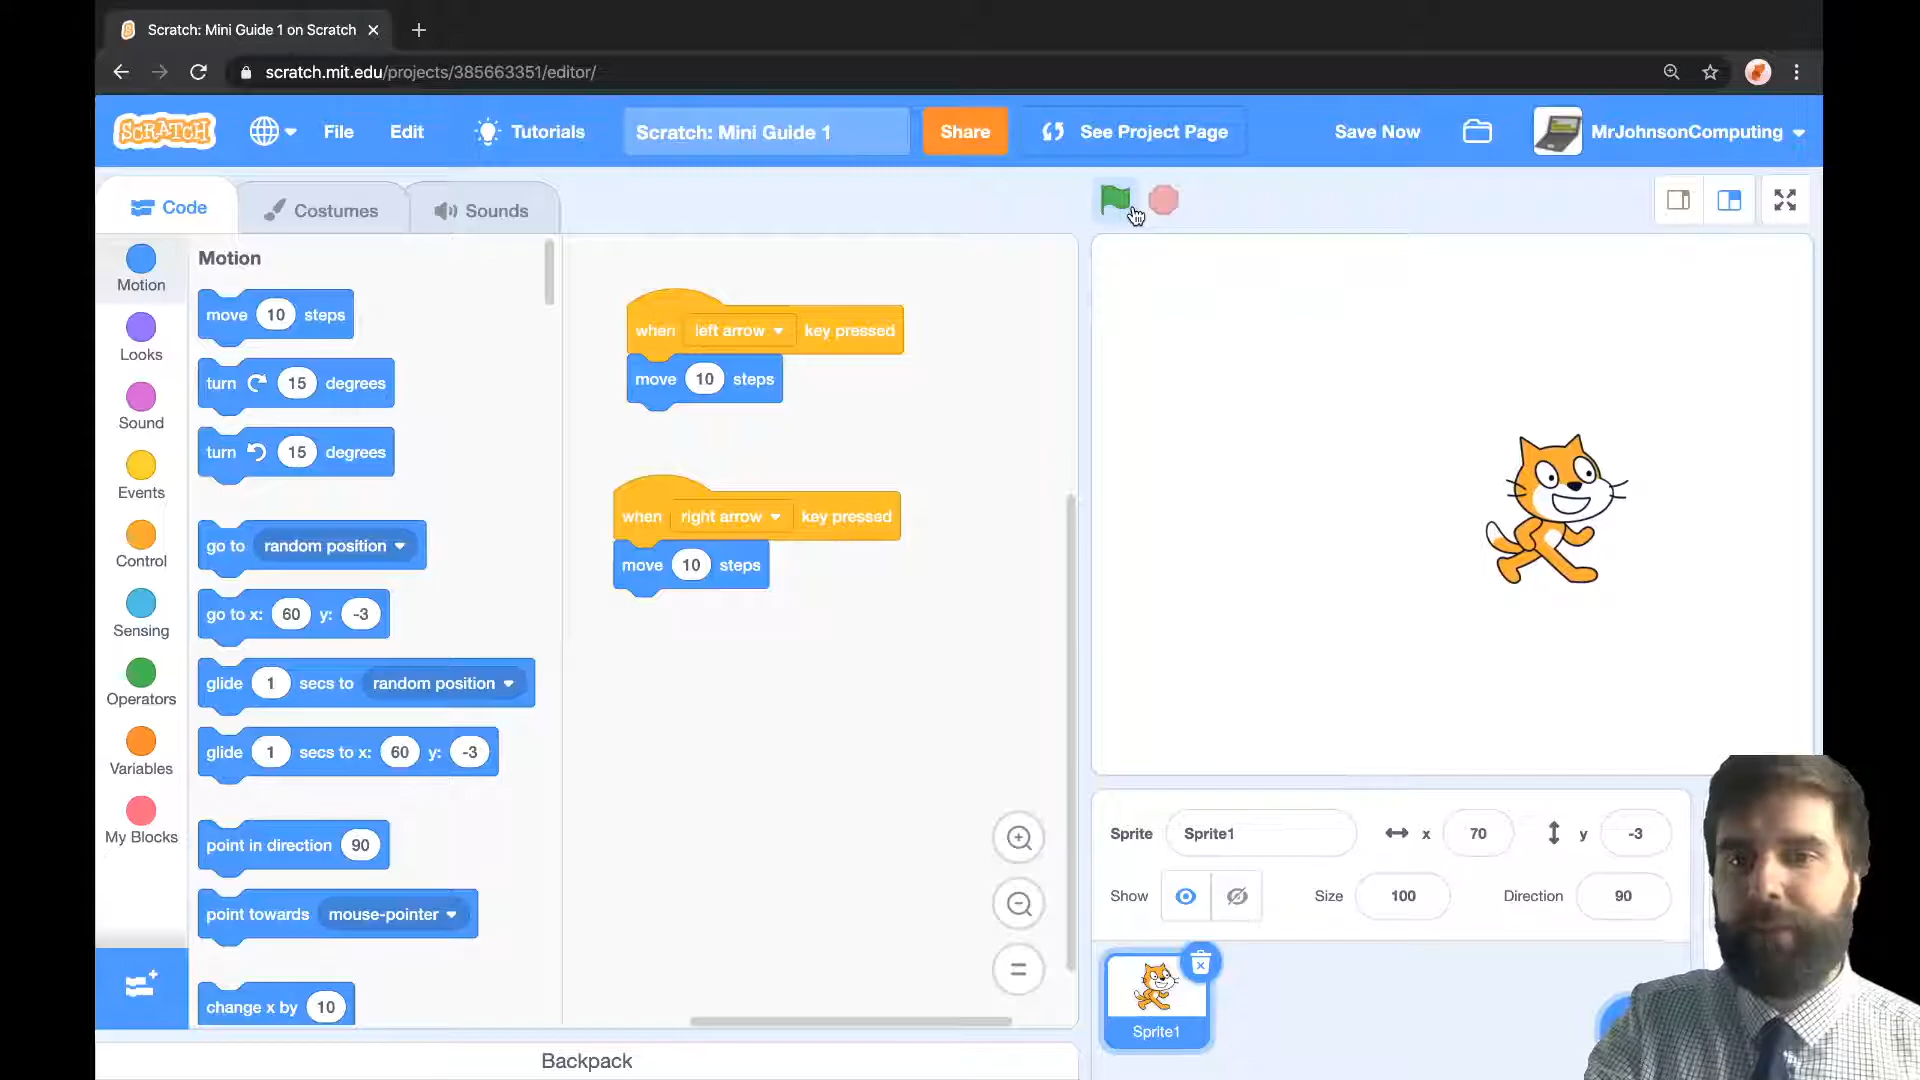 Scratch: Mini Guide 1 on Scratch
scratch.mit.edu/projects/385663351/editor/
SCRATCH
File
Edit
Tutorials
Scratch: Mini Guide 1
Share
See Project Page
Save Now
MrJohnsonComputing
Code
Costumes
Sounds
Motion
Looks
Sound
Events
Control
Sensing
Operators
Variables
My Blocks
Motion
move 10 steps
turn 15 degrees
turn 15 degrees
go to random position
go to x: 60 y: -3
glide 1 secs to random position
glide 1 secs to x: 60 y: -3
point in direction 90
point towards mouse-pointer
change x by 10
when left arrow key pressed
move 10 steps
when right arrow key pressed
move 10 steps
Backpack
Sprite Sprite1 x 70 y -3
Show Size 100 Direction 90
Sprite1